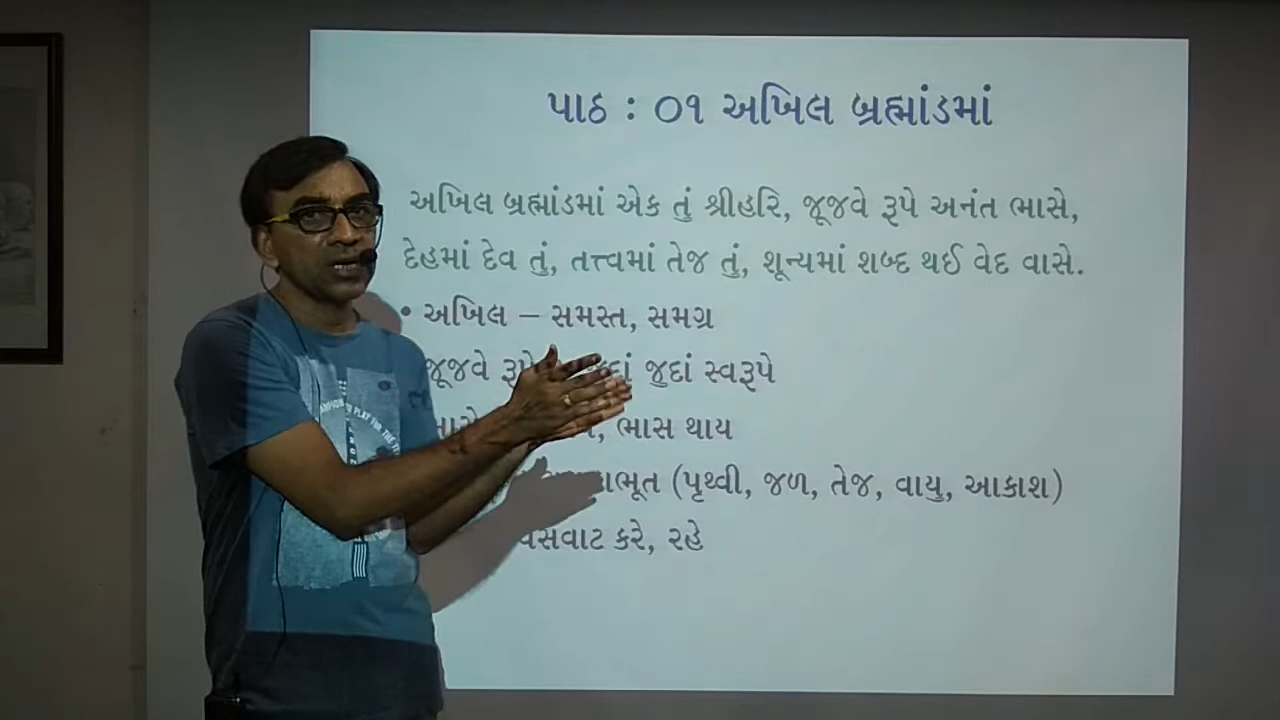 પાઠ : ૦૧ અખિલ બ્રહ્માંડમાં
અખિલ બ્રહ્માંડમાં એક તું શ્રીહરિ, જૂજવે રૂપે અનંત ભાસે,
દેહમાં દેવ તું, તત્ત્વમાં તેજ તું, શૂન્યમાં શબ્દ થઈ વેદ વાસે.
• અખિલ – સમસ્ત, સમગ્ર
જૂજવે રૂપે જુદાં સ્વરૂપે
ભાસ થાય
(પૃથ્વી, જળ, તેજ, વાયુ, આકાશ)
વસવાટ કરે, રહે